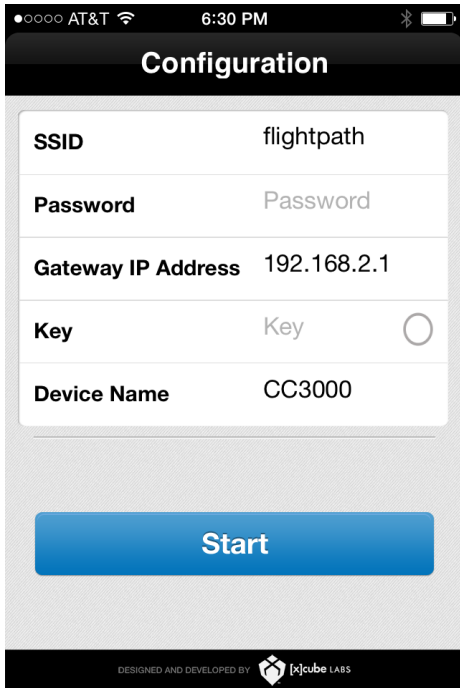 AT&T 6:30 PM
Configuration
SSID flightpath
Password Password
Gateway IP Address 192.168.2.1
Key Key
Device Name CC3000
Start
DESIGNED AND DEVELOPED BY [x]cube LABS